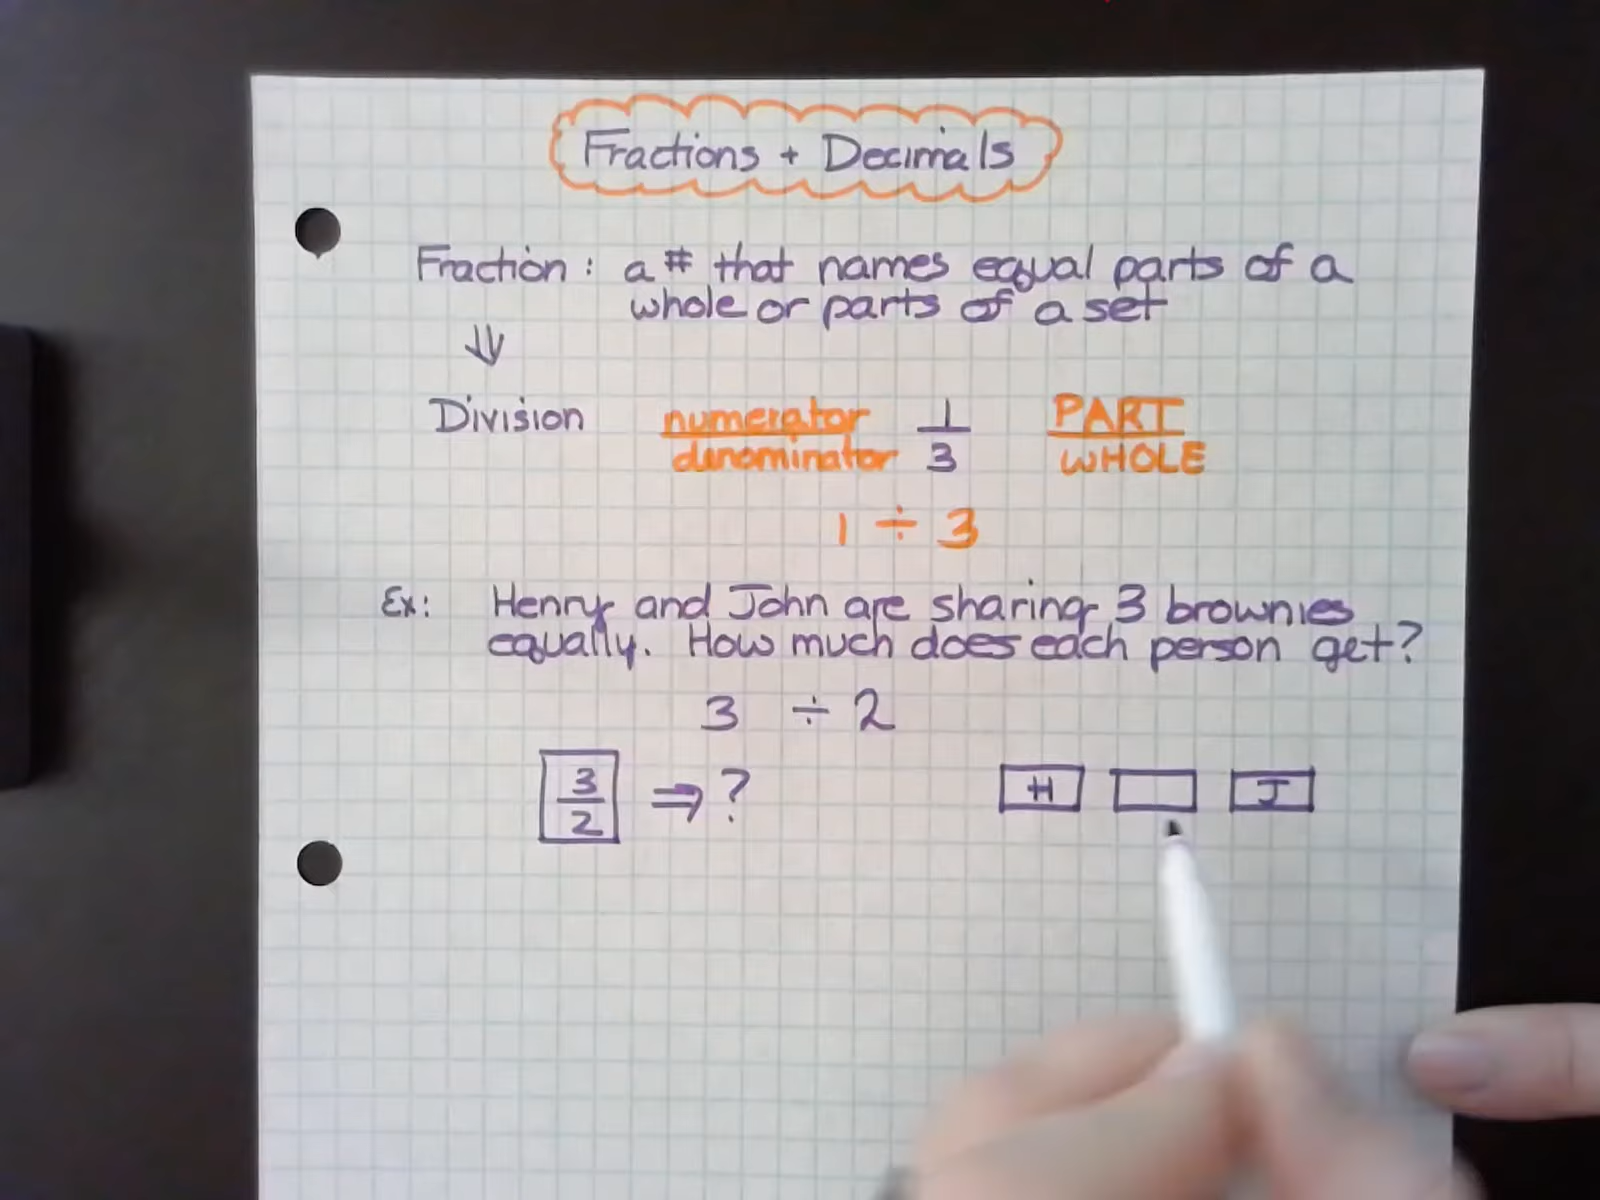 Fractions + Decimals
Fraction: a # that names equal parts of a
whole or parts of a set
⇓
Division numerator/denominator 1/3 PART/WHOLE
1 ÷ 3
Ex: Henry and John are sharing 3 brownies
equally. How much does each person get?
3 ÷ 2
3/2 ⇒ ? H J